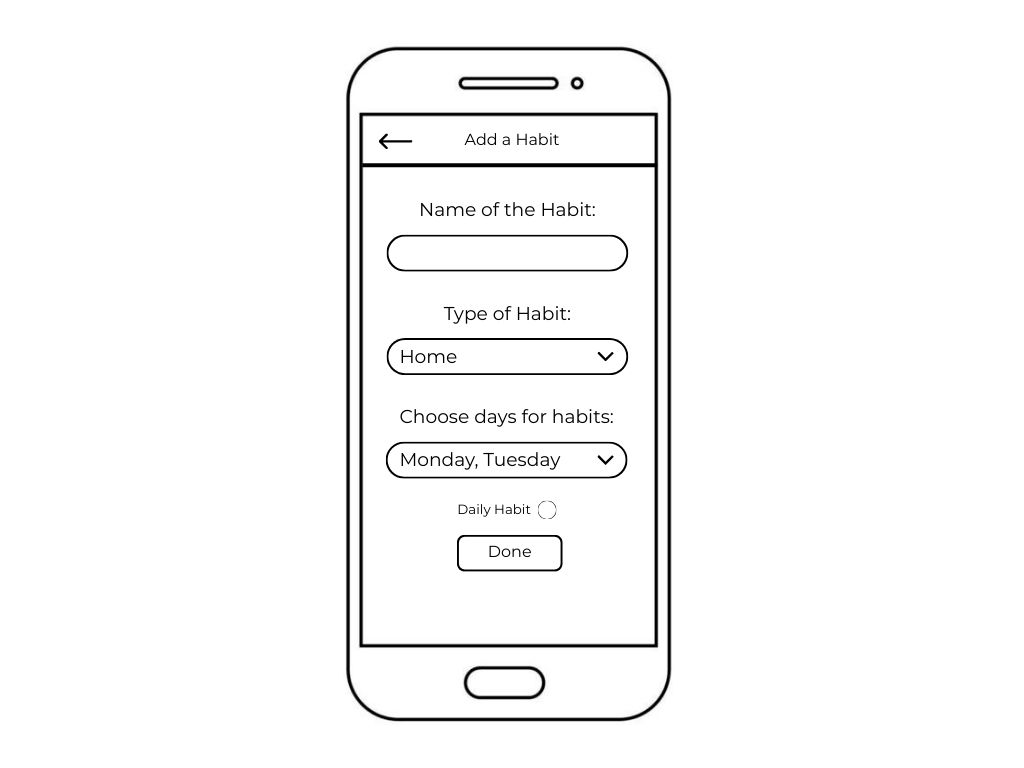 Add a Habit
Name of the Habit:
Type of Habit:
Home
Choose days for habits:
Monday, Tuesday
Daily Habit
Done